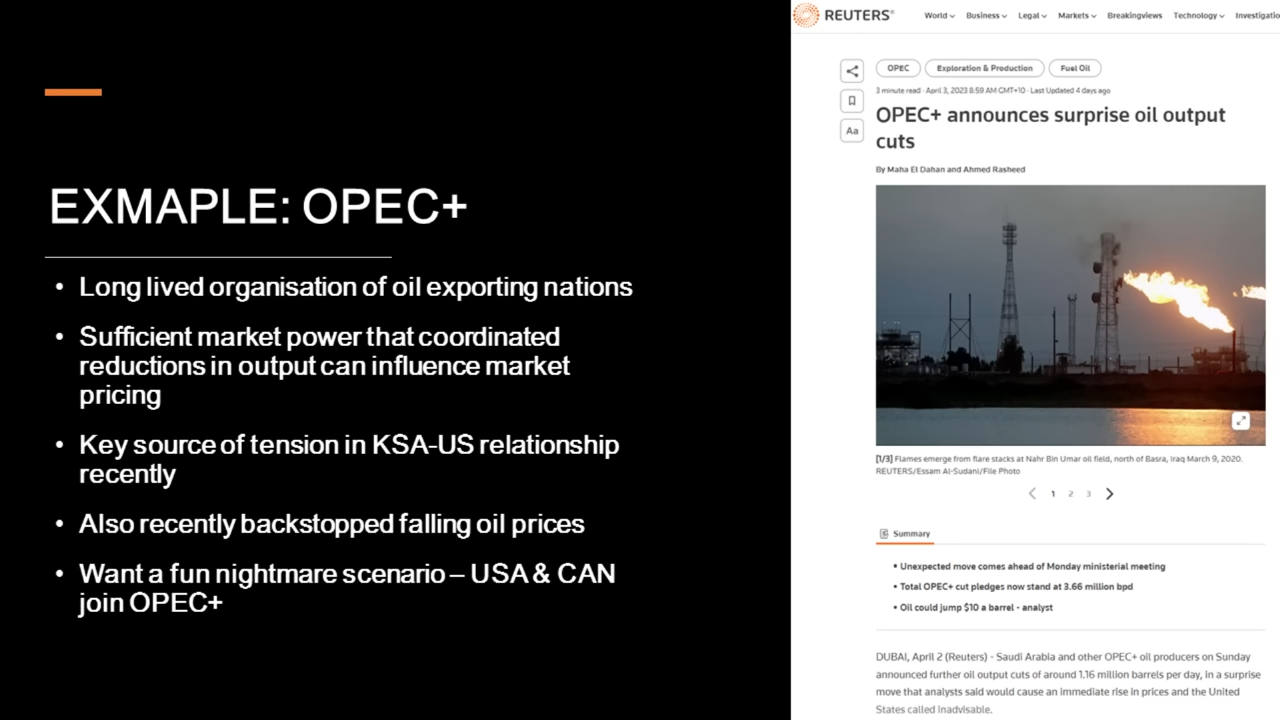 EXMAPLE: OPEC+
• Long lived organisation of oil exporting nations
• Sufficient market power that coordinated
reductions in output can influence market
pricing
• Key source of tension in KSA-US relationship
recently
• Also recently backstopped falling oil prices
• Want a fun nightmare scenario – USA & CAN
join OPEC+
REUTERS®
World Business Legal Markets Breakingviews Technology Investigatio
OPEC Exploration & Production Fuel Oil
3 minute read · April 3, 2023 8:59 AM GMT+10 · Last Updated 4 days ago
Aa
OPEC+ announces surprise oil output
cuts
By Maha El Dahan and Ahmed Rasheed
[1/3] Flames emerge from flare stacks at Nahr Bin Umar oil field, north of Basra, Iraq March 9, 2020.
REUTERS/Essam Al-Sudani/File Photo
< 1 2 3 >
Summary
• Unexpected move comes ahead of Monday ministerial meeting
• Total OPEC+ cut pledges now stand at 3.66 million bpd
• Oil could jump $10 a barrel - analyst
DUBAI, April 2 (Reuters) - Saudi Arabia and other OPEC+ oil producers on Sunday
announced further oil output cuts of around 1.16 million barrels per day, in a surprise
move that analysts said would cause an immediate rise in prices and the United
States called inadvisable.